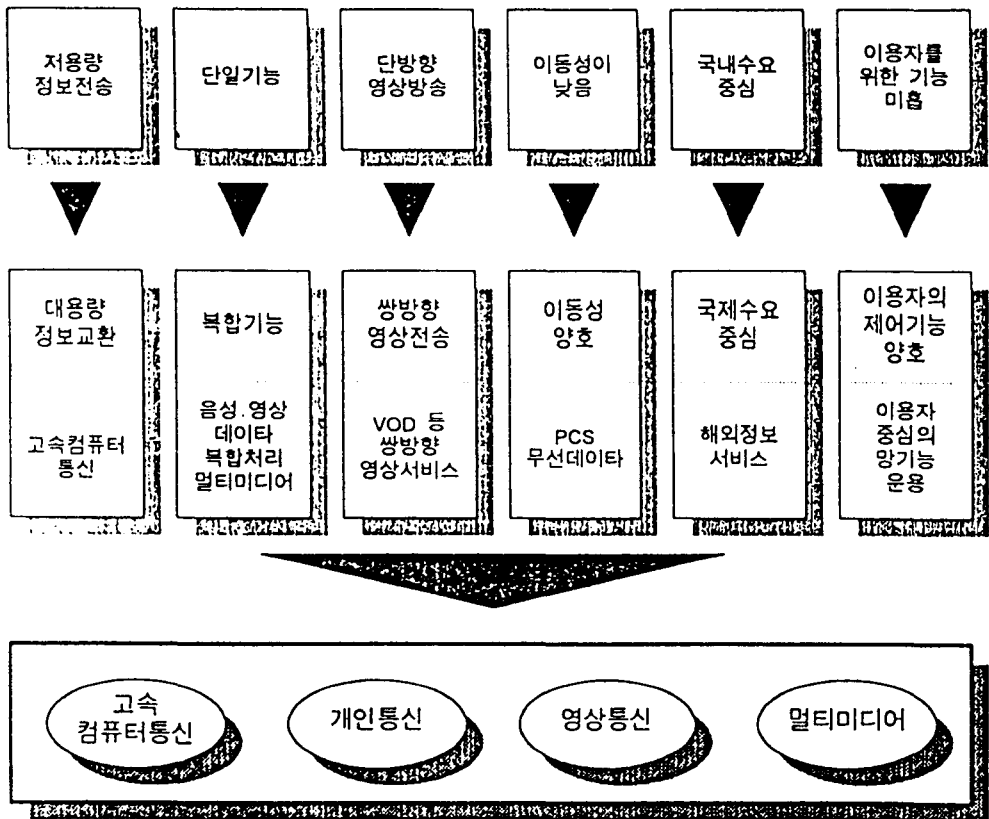 저용량
정보전송
단일기능
단방향
영상방송
이동성이
낮음
국내수요
중심
이용자를
위한 기능
미흡
대용량
정보교환
고속컴퓨터
통신
복합기능
음성.영상
데이타
복합처리
멀티미디어
쌍방향
영상전송
VOD 등
쌍방향
영상서비스
이동성
양호
PCS
무선데이타
국제수요
중심
해외정보
서비스
이용자의
제어기능
양호
이용자
중심의
망기능
운용
고속
컴퓨터통신
개인통신
영상통신
멀티미디어